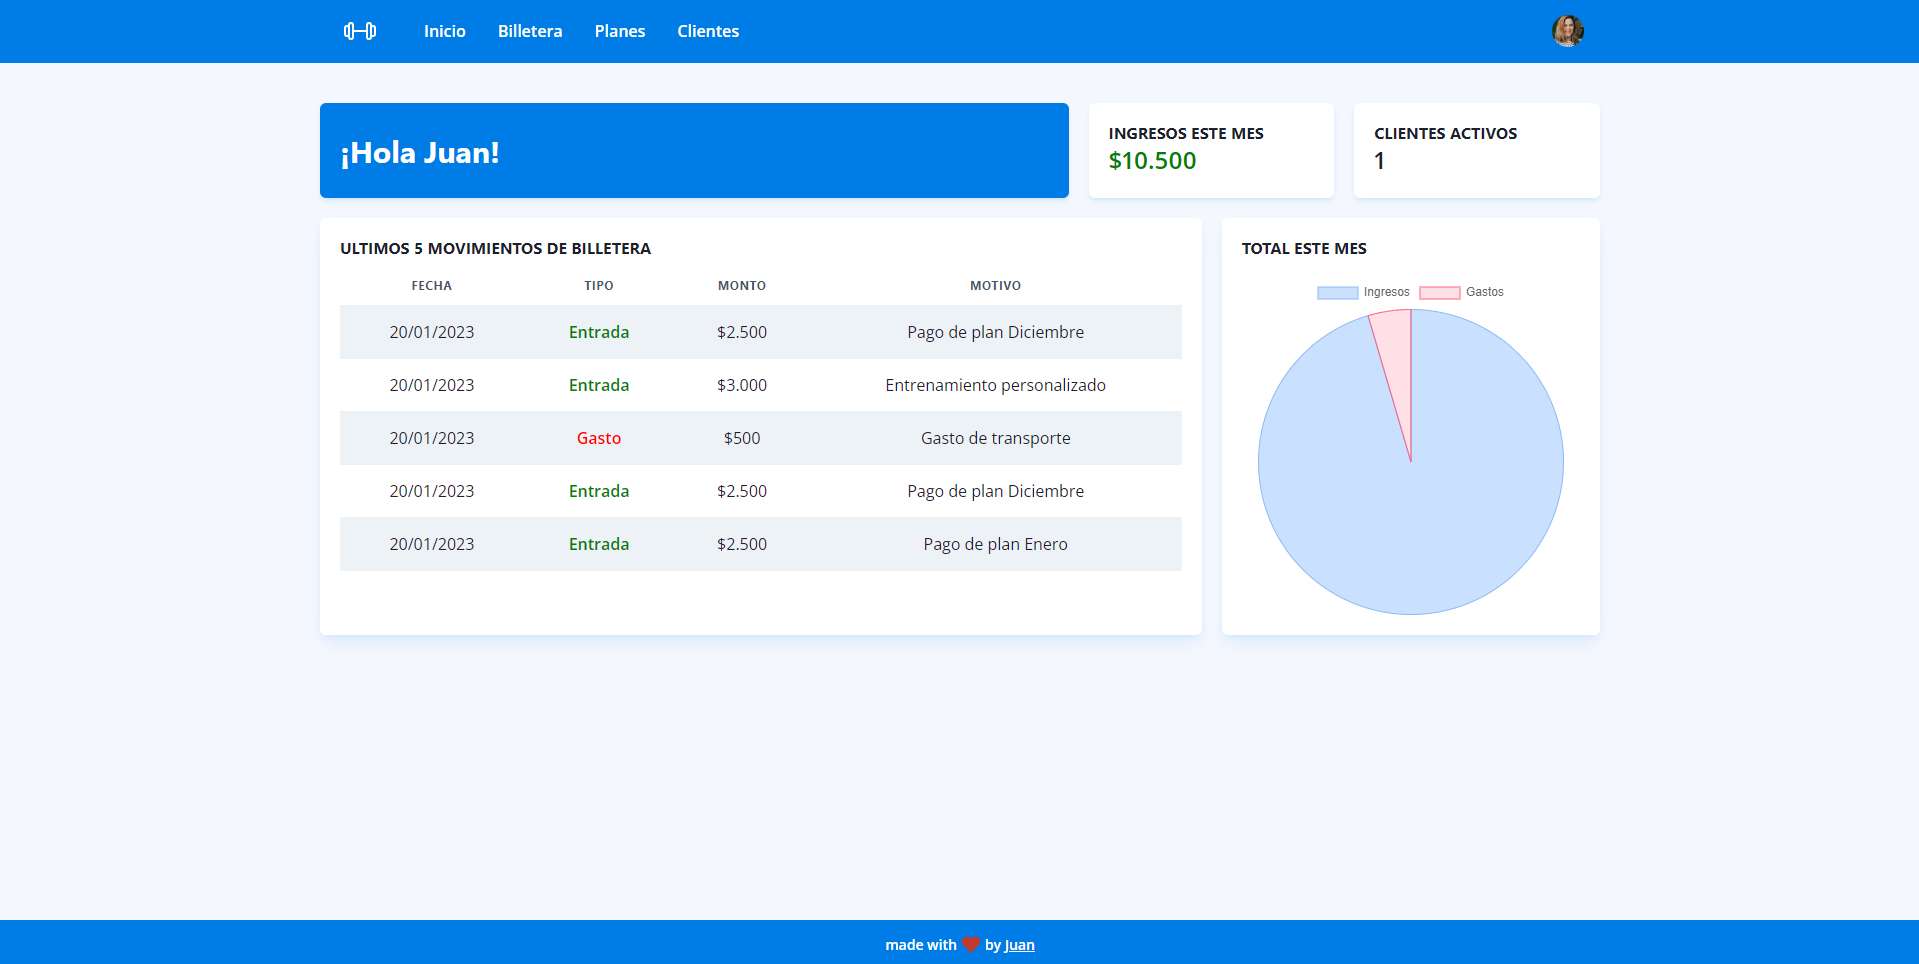 Inicio Billetera Planes Clientes
¡Hola Juan!
INGRESOS ESTE MES
$10.500
CLIENTES ACTIVOS
1
ULTIMOS 5 MOVIMIENTOS DE BILLETERA
FECHA TIPO MONTO MOTIVO
20/01/2023 Entrada $2.500 Pago de plan Diciembre
20/01/2023 Entrada $3.000 Entrenamiento personalizado
20/01/2023 Gasto $500 Gasto de transporte
20/01/2023 Entrada $2.500 Pago de plan Diciembre
20/01/2023 Entrada $2.500 Pago de plan Enero
TOTAL ESTE MES
Ingresos Gastos
made with ❤ by Juan